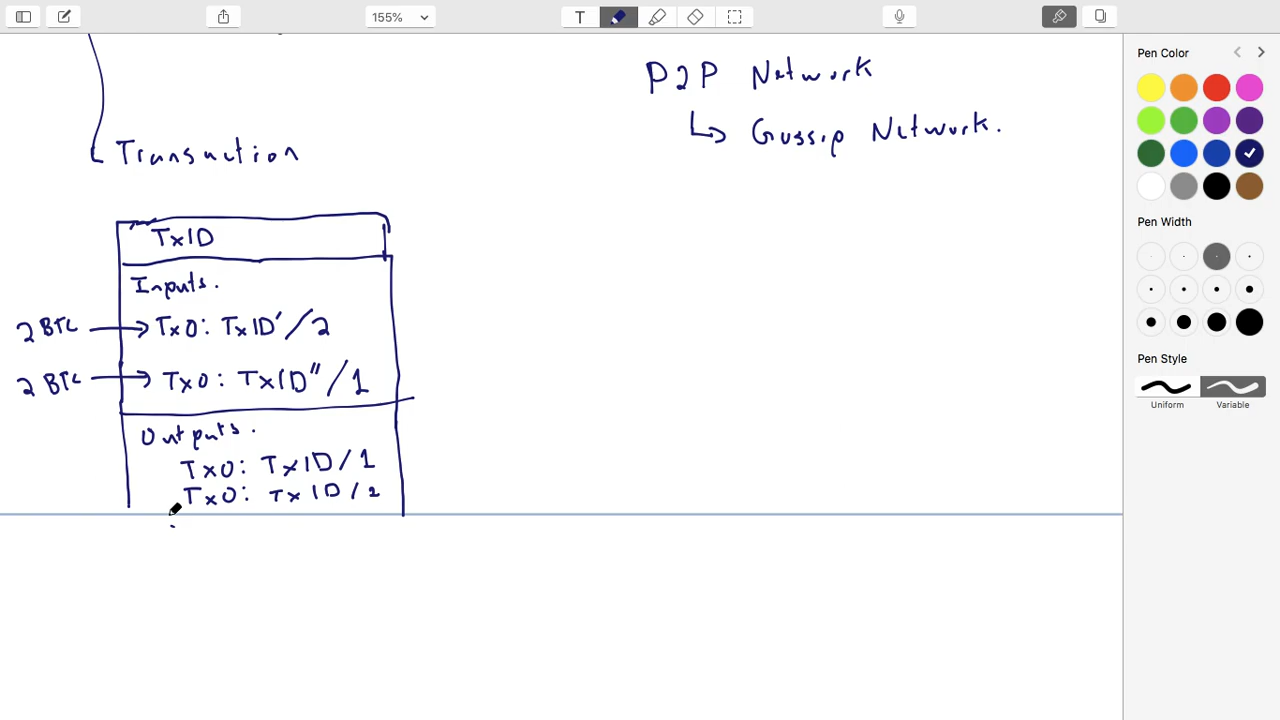 155%
T
Pen Color
P2P Network
↳ Gossip Network.
Transaction
TxID
Inputs.
2 BTC → TxO: TxID'/2
2 BTC → TxO: TxID"/1
Outputs.
TxO: TxID/1
TxO: TxID/2
Pen Width
Pen Style
Uniform
Variable